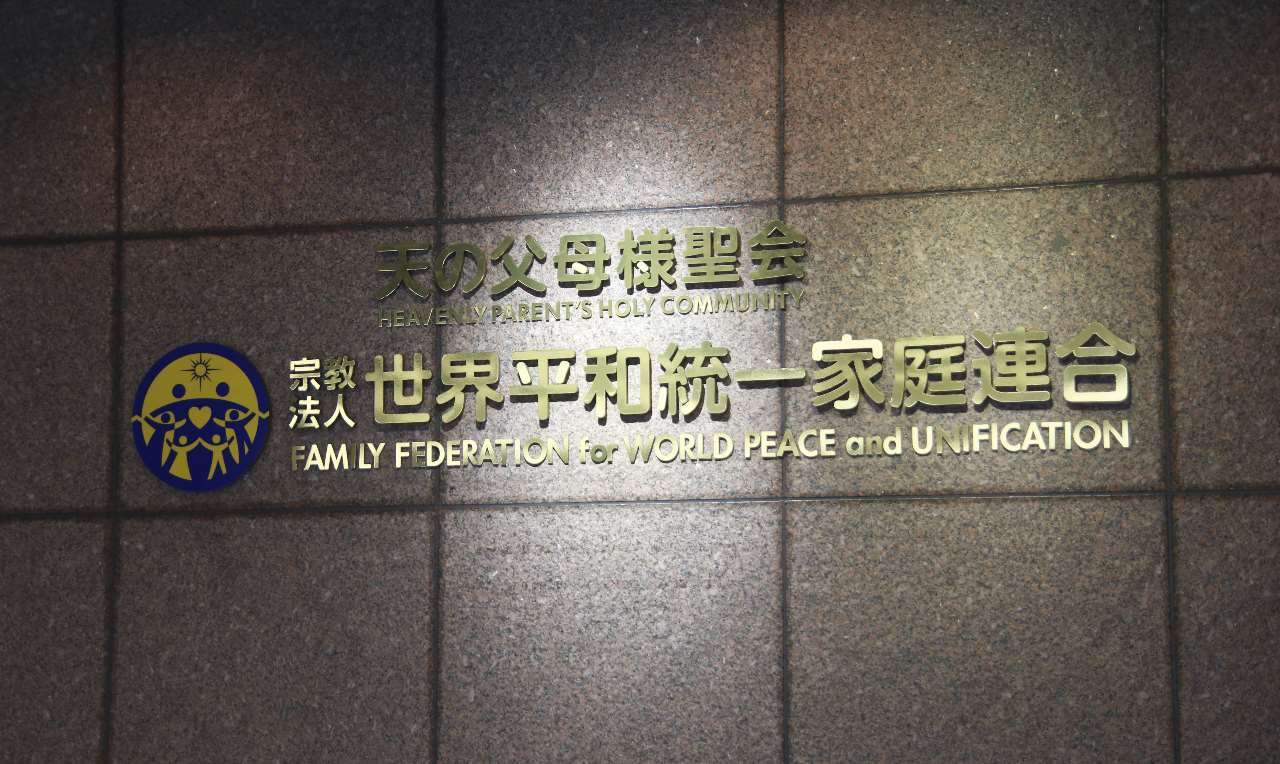 天の父母様聖会
HEAVENLY PARENT'S HOLY COMMUNITY
宗教法人 世界平和統一家庭連合
FAMILY FEDERATION for WORLD PEACE and UNIFICATION